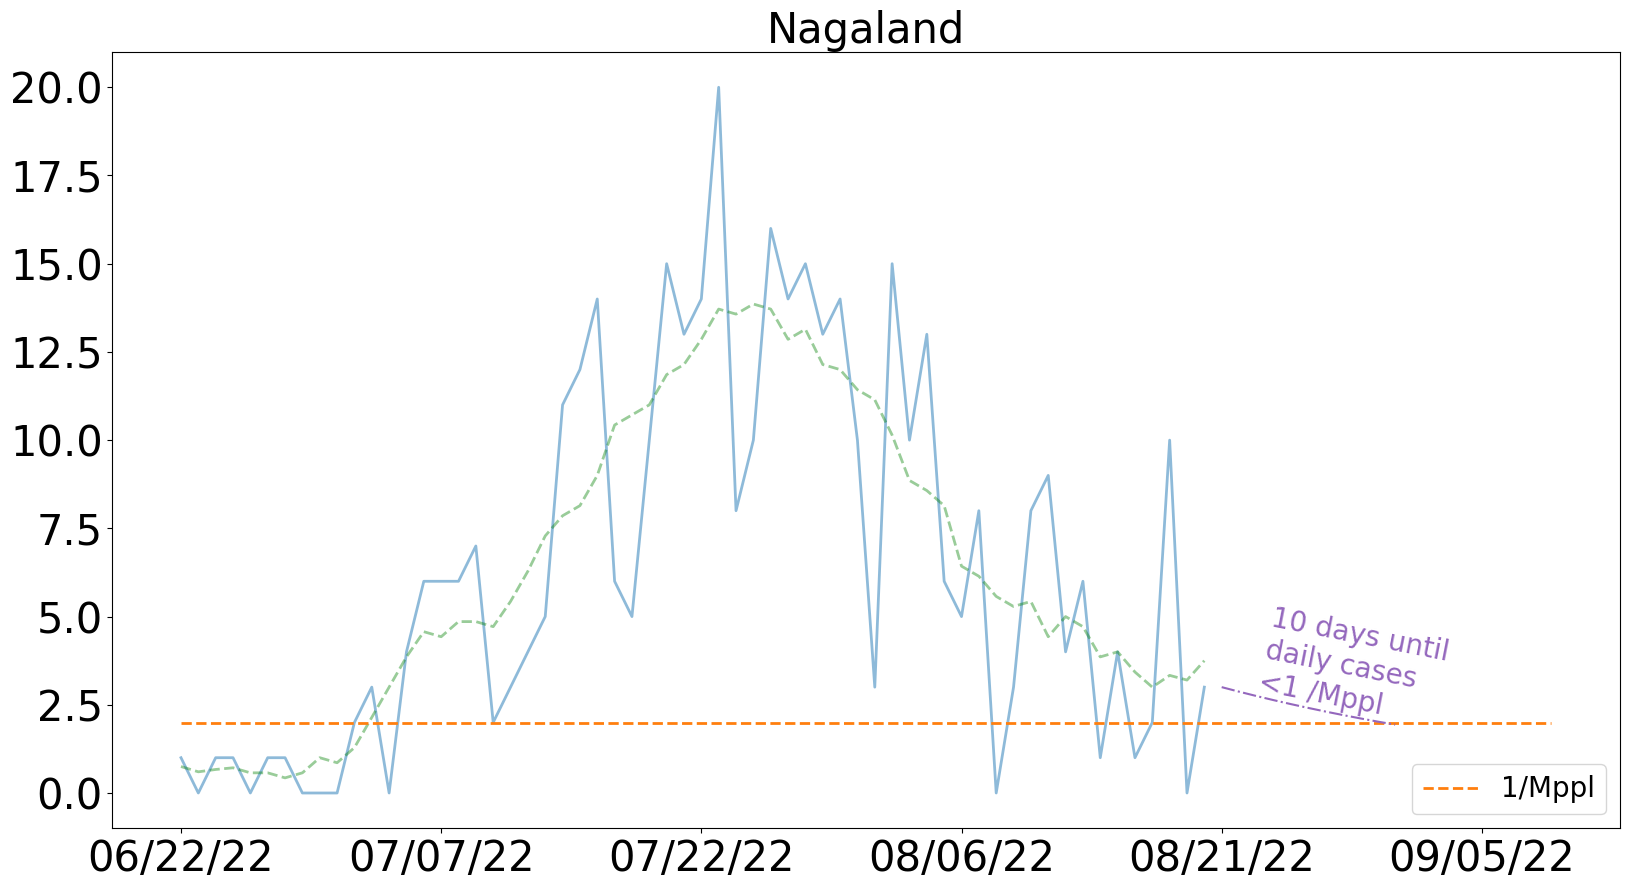 Nagaland
20.0
17.5
15.0
12.5
10.0
7.5
5.0
2.5
0.0
10 days until
daily cases
<1 /Mppl
1/Mppl
06/22/22 07/07/22 07/22/22 08/06/22 08/21/22 09/05/22